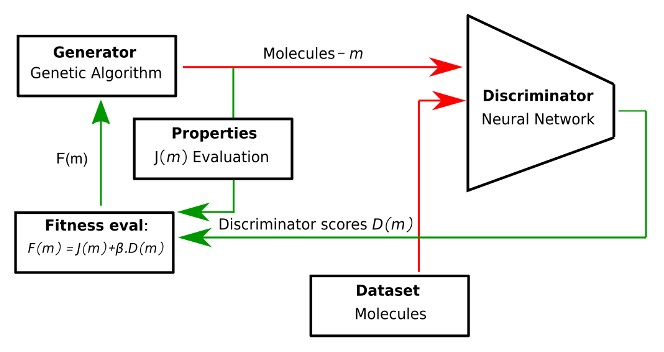 Generator
Genetic Algorithm
Molecules - m
Discriminator
Neural Network
Properties
J(m) Evaluation
F(m)
Fitness eval:
F(m) = J(m)+β.D(m)
Discriminator scores D(m)
Dataset
Molecules